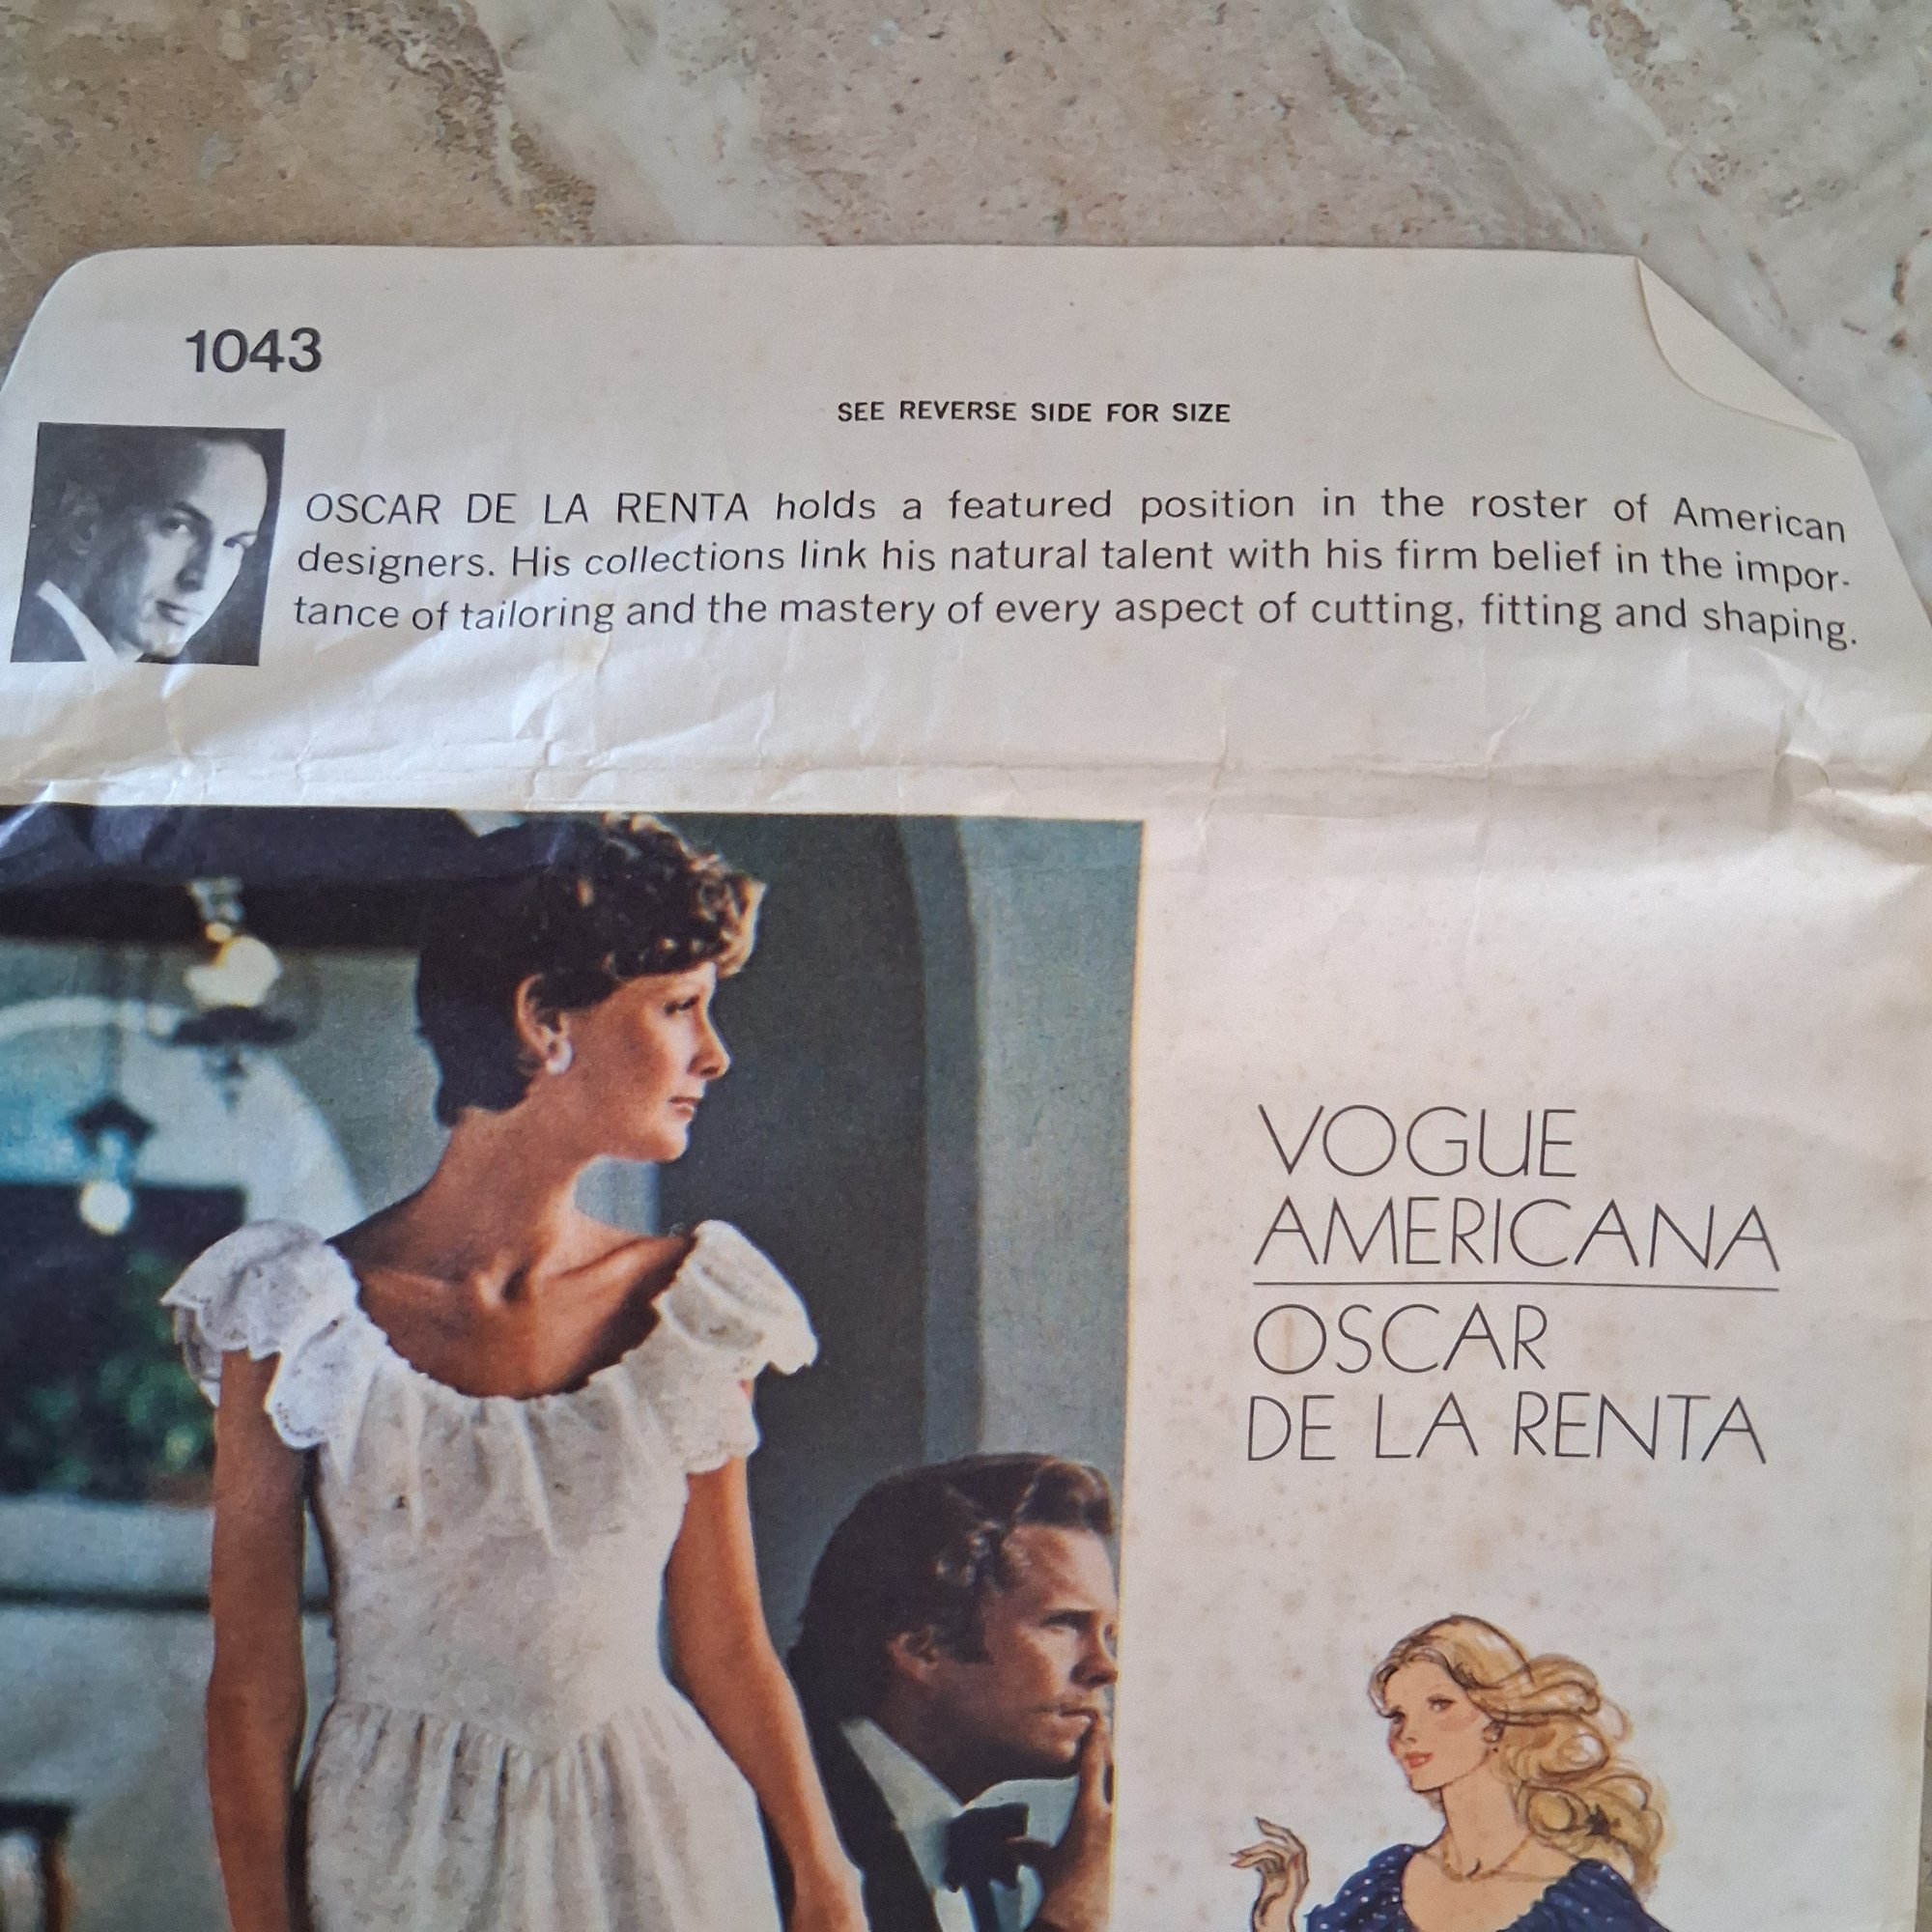 1043
SEE REVERSE SIDE FOR SIZE
OSCAR DE LA RENTA holds a featured position in the roster of American
designers. His collections link his natural talent with his firm belief in the impor-
tance of tailoring and the mastery of every aspect of cutting, fitting and shaping.
VOGUE
AMERICANA
OSCAR
DE LA RENTA